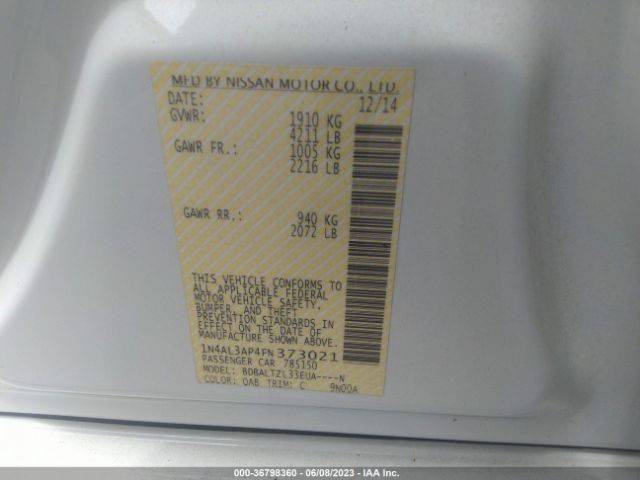 MFD BY NISSAN MOTOR CO., LTD.
DATE: 12/14
GVWR: 1910 KG
4211 LB
GAWR FR.: 1005 KG
2216 LB
GAWR RR.: 940 KG
2072 LB
THIS VEHICLE CONFORMS TO
ALL APPLICABLE FEDERAL
MOTOR VEHICLE SAFETY,
BUMPER, AND THEFT
PREVENTION STANDARDS IN
EFFECT ON THE DATE OF
MANUFACTURE SHOWN ABOVE.
1N4AL3AP4FN373021
PASSENGER CAR 785150
MODEL: BDBALTZL33EUA----N
COLOR: QAB TRIM: C 9N00A
000-36798360 - 06/08/2023 - IAA Inc.